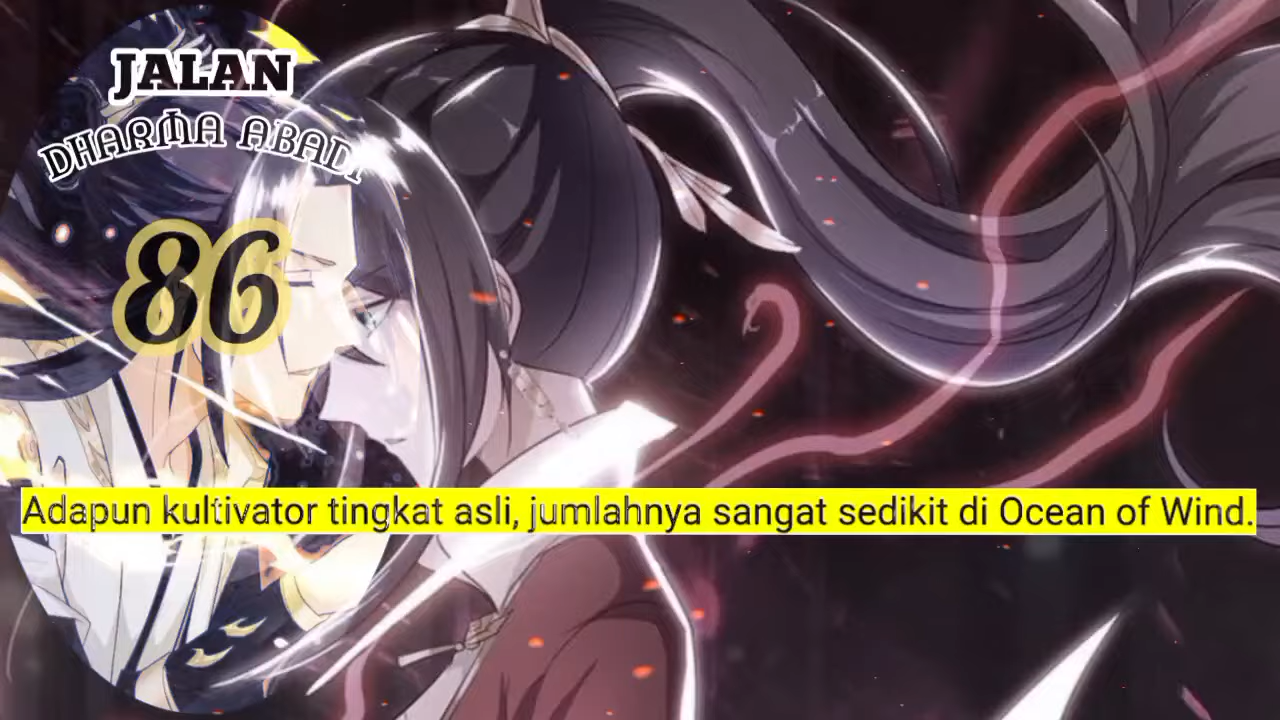 JALAN
DHARMA ABADI
86
Adapun kultivator tingkat asli, jumlahnya sangat sedikit di Ocean of Wind.